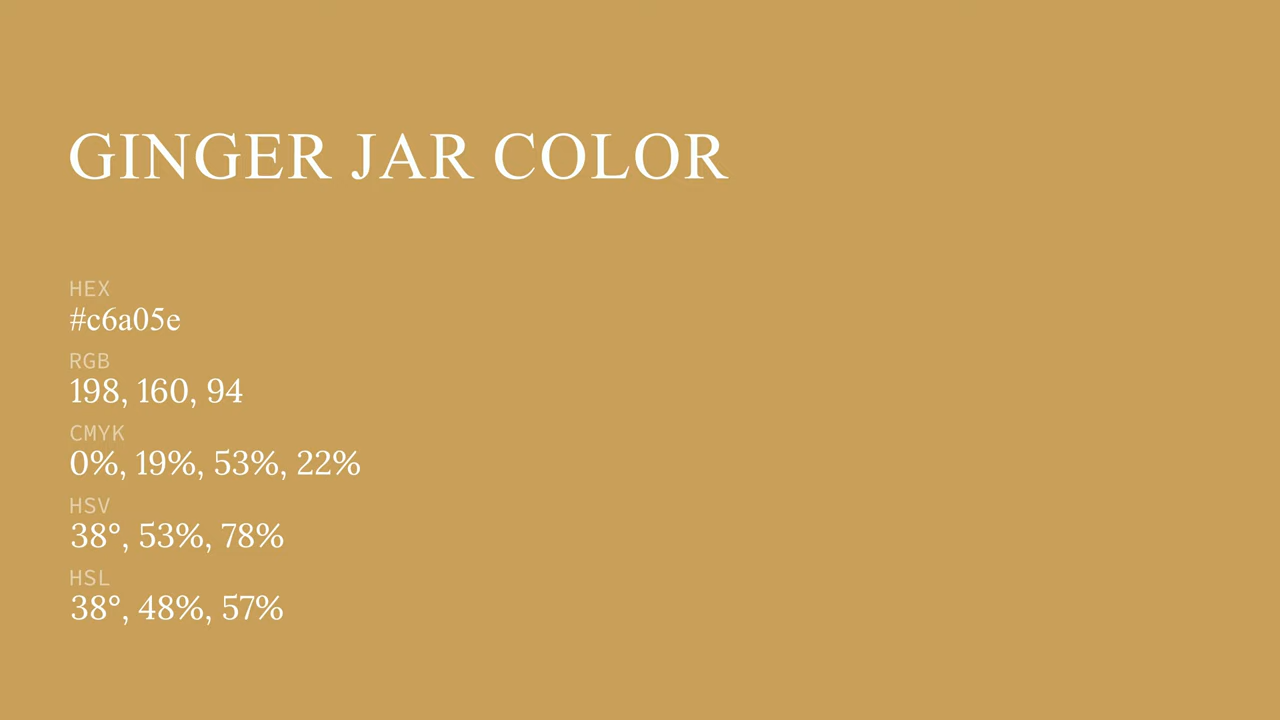 GINGER JAR COLOR
HEX
#c6a05e
RGB
198, 160, 94
CMYK
0%, 19%, 53%, 22%
HSV
38°, 53%, 78%
HSL
38°, 48%, 57%